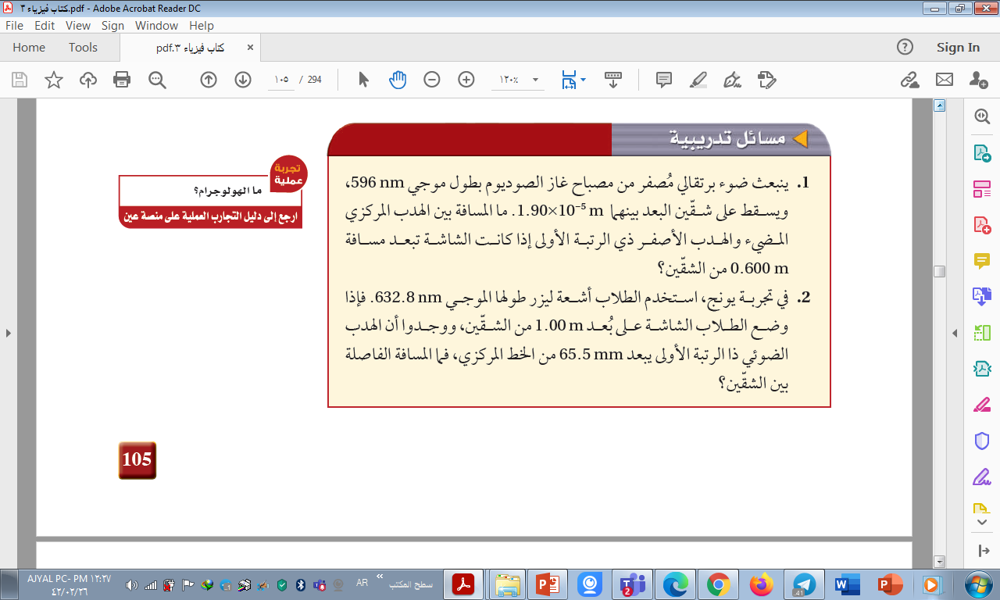 كتاب فيزياء ٣.pdf - Adobe Acrobat Reader DC
File Edit View Sign Window Help
Home Tools كتاب فيزياء ٣.pdf × Sign In
١٠٥ / 294 ١٢٠٪
مسائل تدريبية
1. ينبعث ضوء برتقالي مُصفر من مصباح غاز الصوديوم بطول موجي 596 nm،
ويسقط على شقّين البعد بينهما 1.90×10⁻⁵ m. ما المسافة بين الهدب المركزي
المضيء والهدب الأصفر ذي الرتبة الأولى إذا كانت الشاشة تبعد مسافة
0.600 m من الشقّين؟
2. في تجربة يونج، استخدم الطلاب أشعة ليزر طولها الموجي 632.8 nm. فإذا
وضع الطلاب الشاشة على بُعد 1.00 m من الشقّين، ووجدوا أن الهدب
الضوئي ذا الرتبة الأولى يبعد 65.5 mm من الخط المركزي، فما المسافة الفاصلة
بين الشقّين؟
تجربة
عملية
ما الهولوجرام؟
ارجع إلى دليل التجارب العملية على منصة عين
105
AJYAL PC- PM ١٢:٢٧
٤٢/٠٢/٢٦
AR
سطح المكتب
2
41